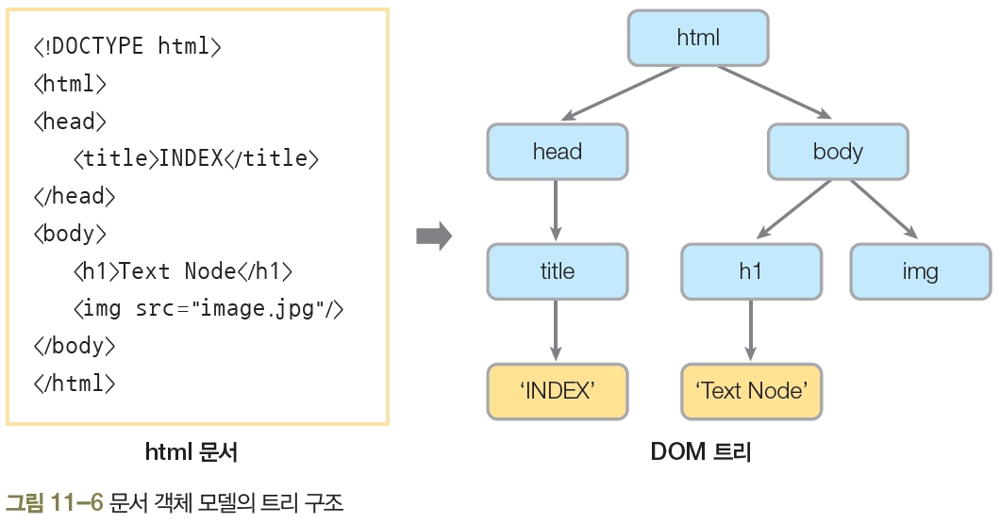 <!DOCTYPE html>
<html>
<head>
<title>INDEX</title>
</head>
<body>
<h1>Text Node</h1>
<img src="image.jpg"/>
</body>
</html>
html 문서
html
head
body
title
h1
img
‘INDEX’
‘Text Node’
DOM 트리
그림 11-6 문서 객체 모델의 트리 구조